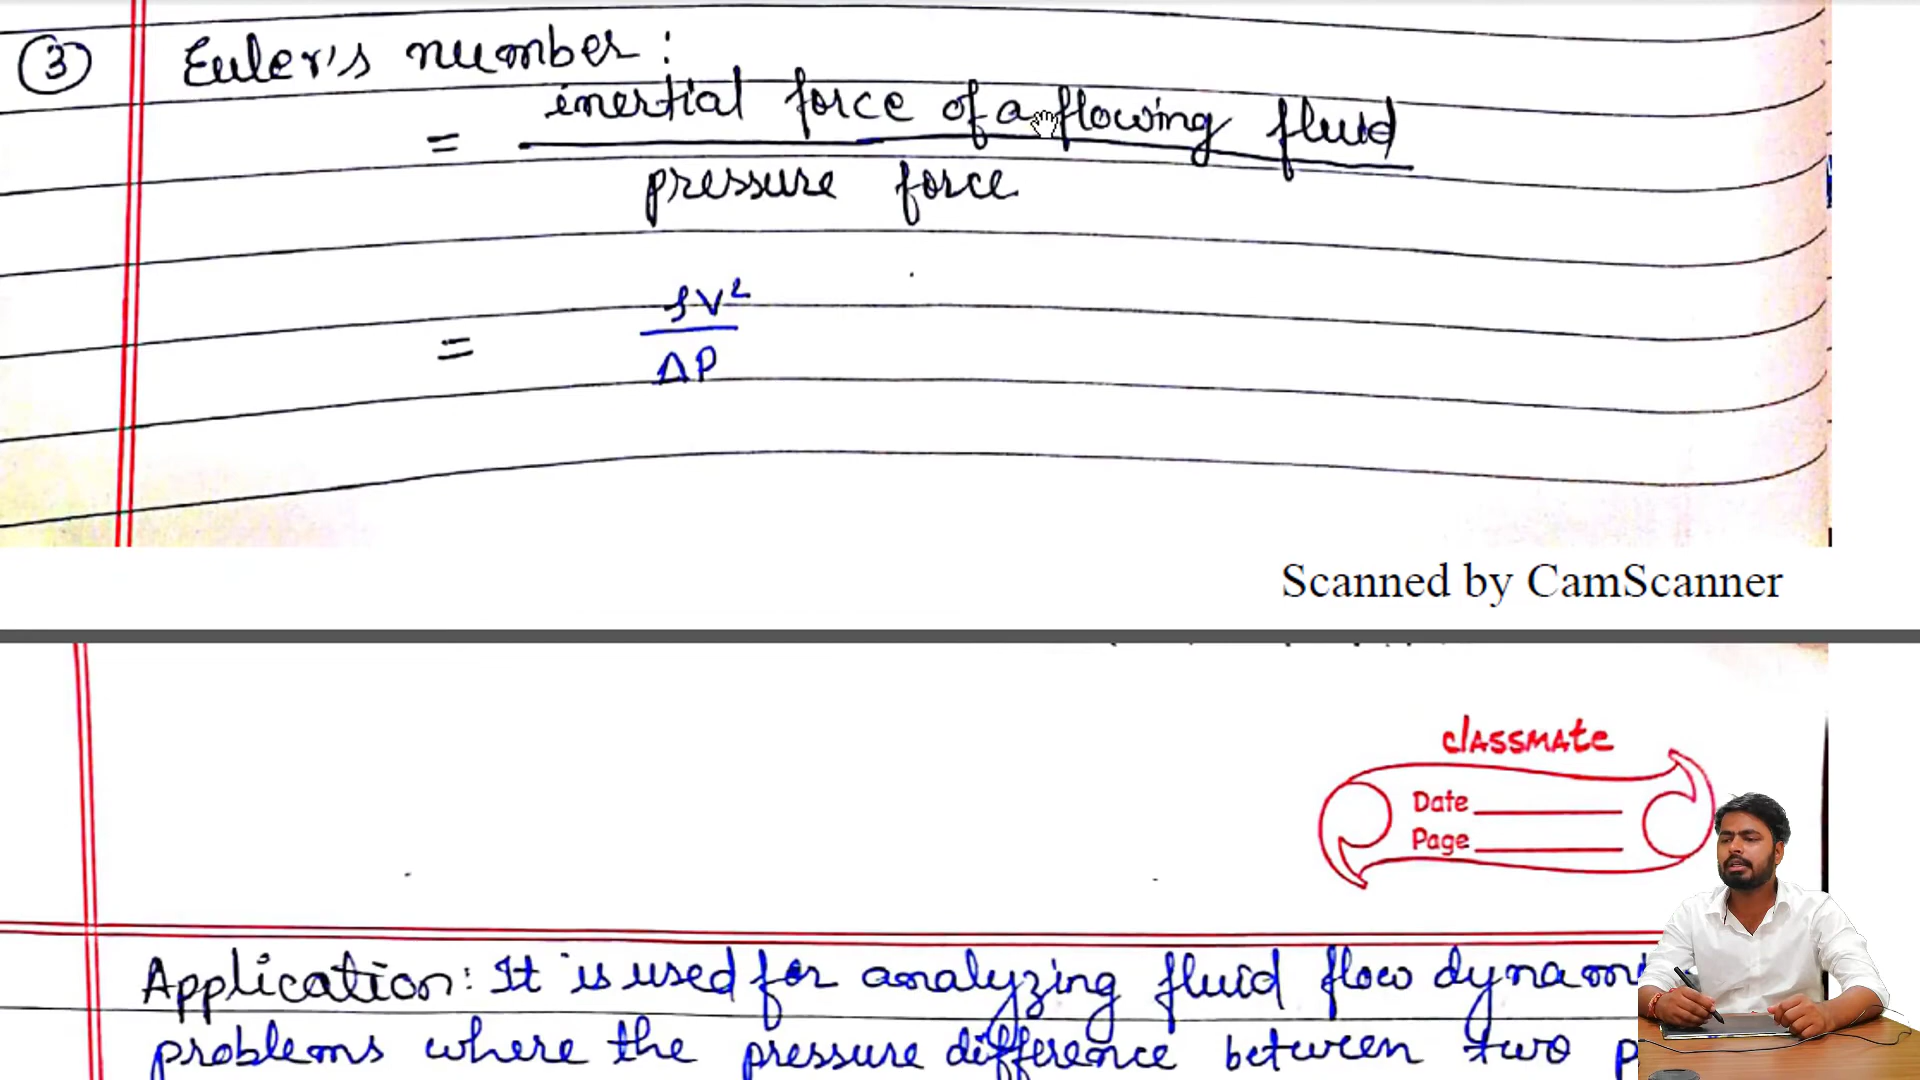 ③ Euler's number:
= inertial force of a flowing fluid
pressure force
= ρV²
ΔP
Scanned by CamScanner
classmate
Date
Page
Application: It is used for analyzing fluid flow
problems where the pressure difference between two